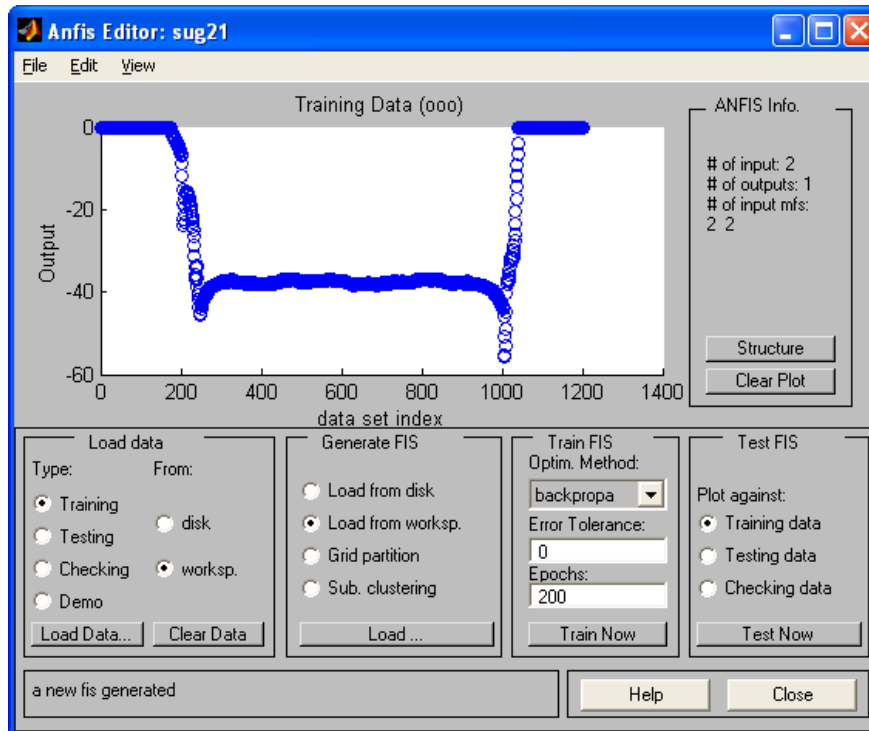 Anfis Editor: sug21
File Edit View
Training Data (ooo)
0
-20
-40
-60
Output
0 200 400 600 800 1000 1200 1400
data set index
ANFIS Info.
# of input: 2
# of outputs: 1
# of input mfs:
2 2
Structure
Clear Plot
Load data
Type: From:
Training
Testing
Checking
Demo
disk
worksp.
Load Data... Clear Data
Generate FIS
Load from disk
Load from worksp.
Grid partition
Sub. clustering
Load ...
Train FIS
Optim. Method:
backpropa
Error Tolerance:
0
Epochs:
200
Train Now
Test FIS
Plot against:
Training data
Testing data
Checking data
Test Now
a new fis generated
Help Close